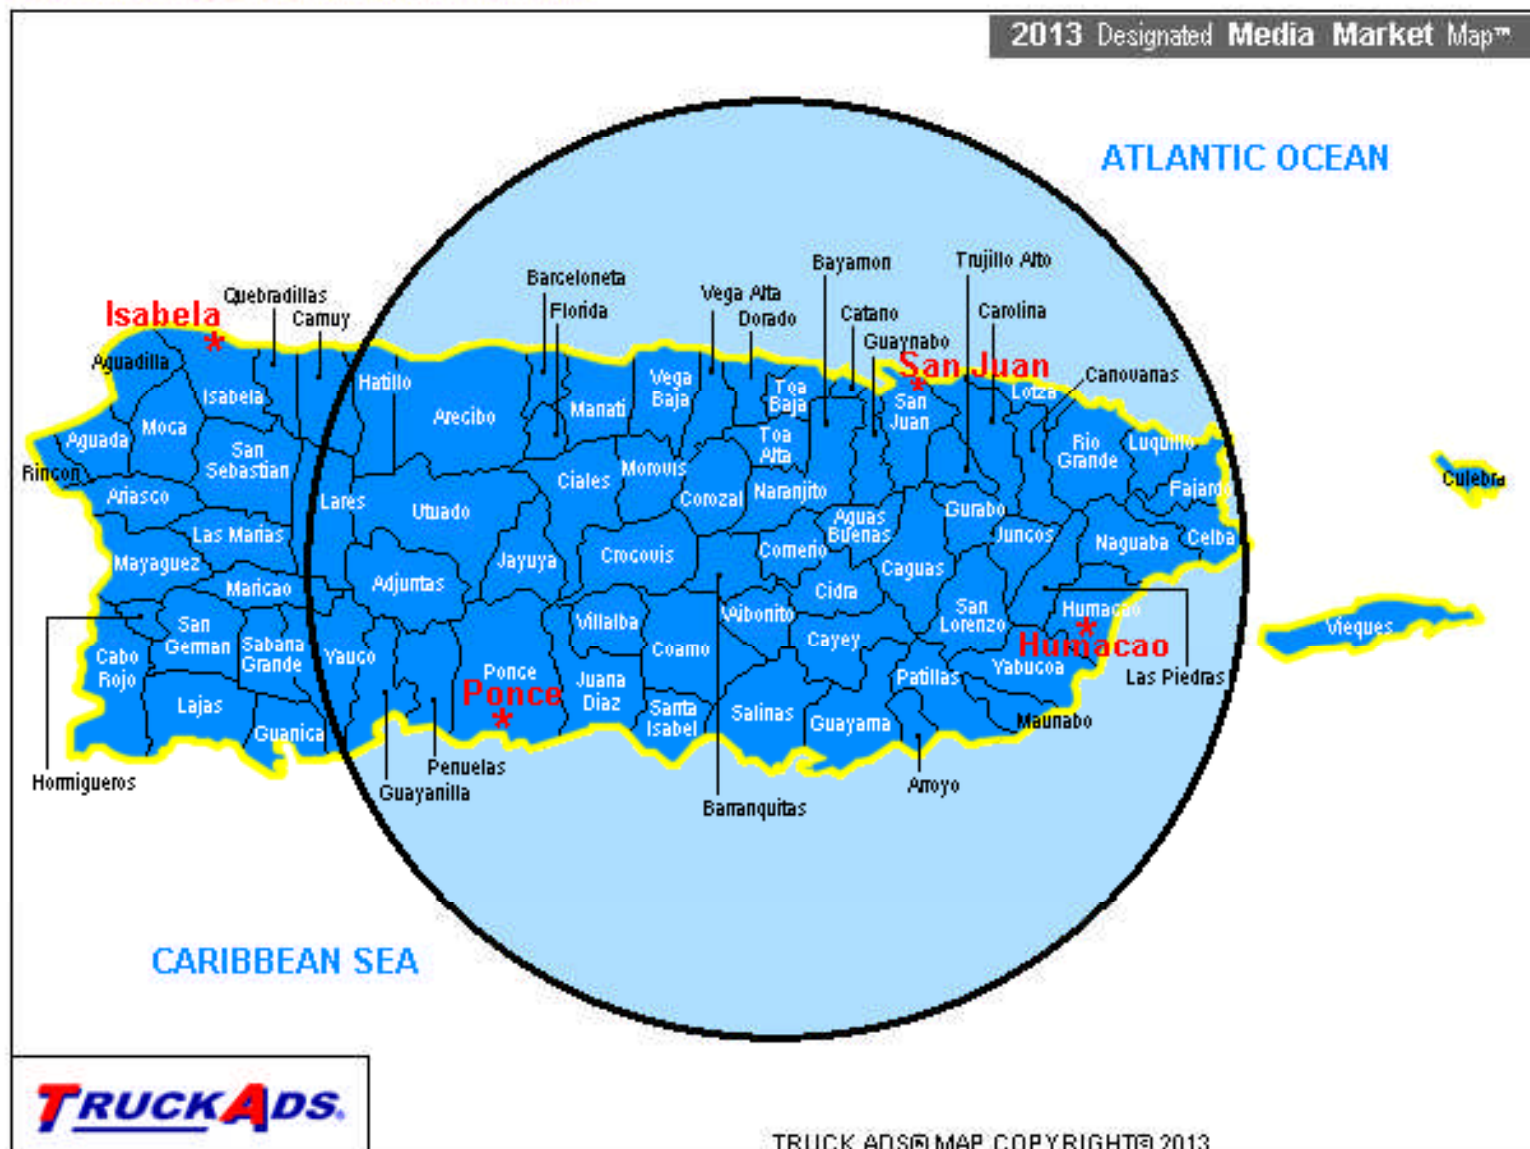 2013 Designated Media Market Map™
ATLANTIC OCEAN
Barceloneta
Bayamon
Trujillo Alto
Quebradillas
Vega Alta
Isabela
Camuy
Florida
Dorado
Catano
Carolina
Guaynabo
Aguadilla
San Juan
Canovanas
Hatillo
Vega
Baja
Toa
Baja
San
Juan
Loiza
Isabela
Arecibo
Manati
Moca
Aguada
San
Sebastian
Toa
Alta
Rio
Grande
Luquillo
Rincon
Culebra
Anasco
Lares
Utuado
Ciales
Morovis
Corozal
Naranjito
Fajardo
Las Marias
Aguas
Buenas
Gurabo
Juncos
Naguaba
Ceiba
Mayaguez
Jayuya
Crocovis
Comerio
Caguas
Maricao
Adjuntas
Cidra
San
Lorenzo
Humacao
San
German
Villalba
Aibonito
Vieques
Sabana
Grande
Yauco
Coamo
Cayey
Humacao
Cabo
Rojo
Ponce
Ponce
Juana
Diaz
Patillas
Yabucoa
Las Piedras
Lajas
Santa
Isabel
Salinas
Guayama
Maunabo
Guanica
Hormigueros
Penuelas
Guayanilla
Barranquitas
Arroyo
CARIBBEAN SEA
TRUCKADS®
TRUCK ADS® MAP COPYRIGHT© 2013